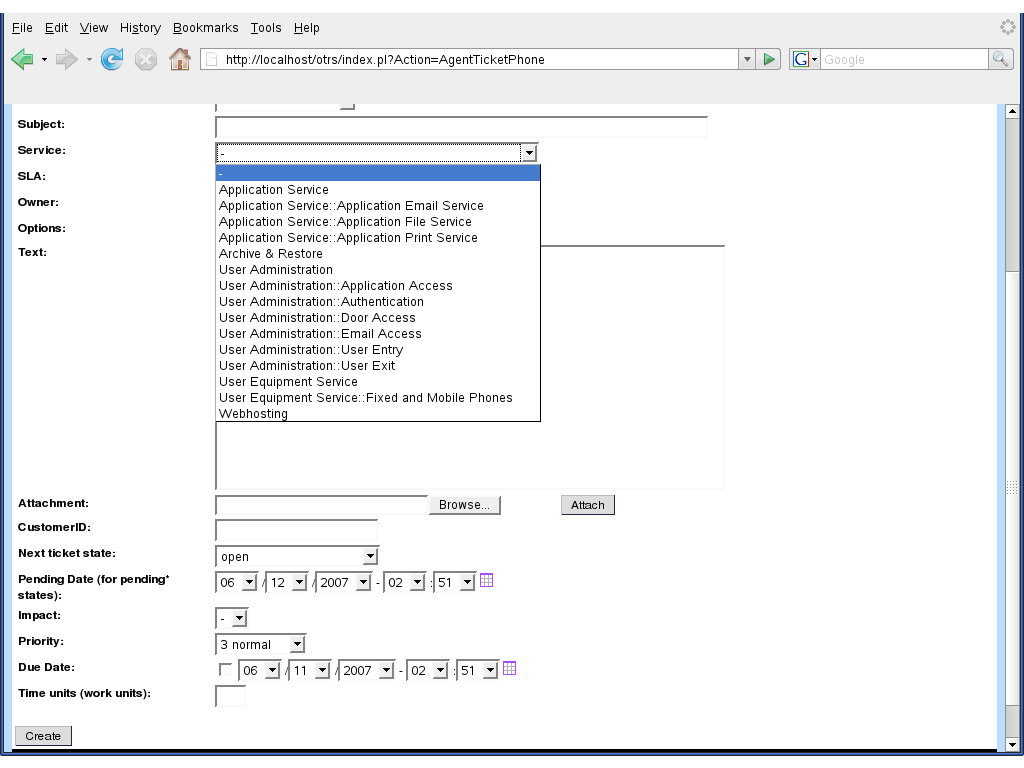 File Edit View History Bookmarks Tools Help
http://localhost/otrs/index.pl?Action=AgentTicketPhone
G Google
Subject:
Service: -
-
SLA:
Application Service
Owner:
Application Service::Application Email Service
Application Service::Application File Service
Options:
Application Service::Application Print Service
Text:
Archive & Restore
User Administration
User Administration::Application Access
User Administration::Authentication
User Administration::Door Access
User Administration::Email Access
User Administration::User Entry
User Administration::User Exit
User Equipment Service
User Equipment Service::Fixed and Mobile Phones
Webhosting
Attachment: Browse... Attach
CustomerID:
Next ticket state: open
Pending Date (for pending* states): 06 / 12 / 2007 - 02 : 51
Impact: -
Priority: 3 normal
Due Date: 06 / 11 / 2007 - 02 : 51
Time units (work units):
Create